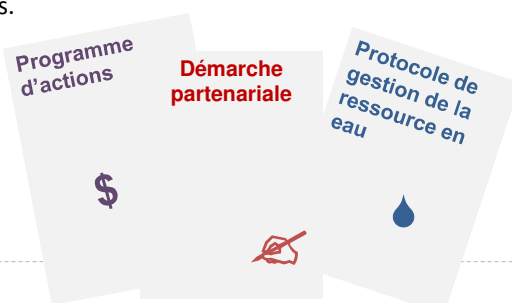 s.
Programme
d’actions
$
Démarche
partenariale
Protocole de
gestion de la
ressource en
eau